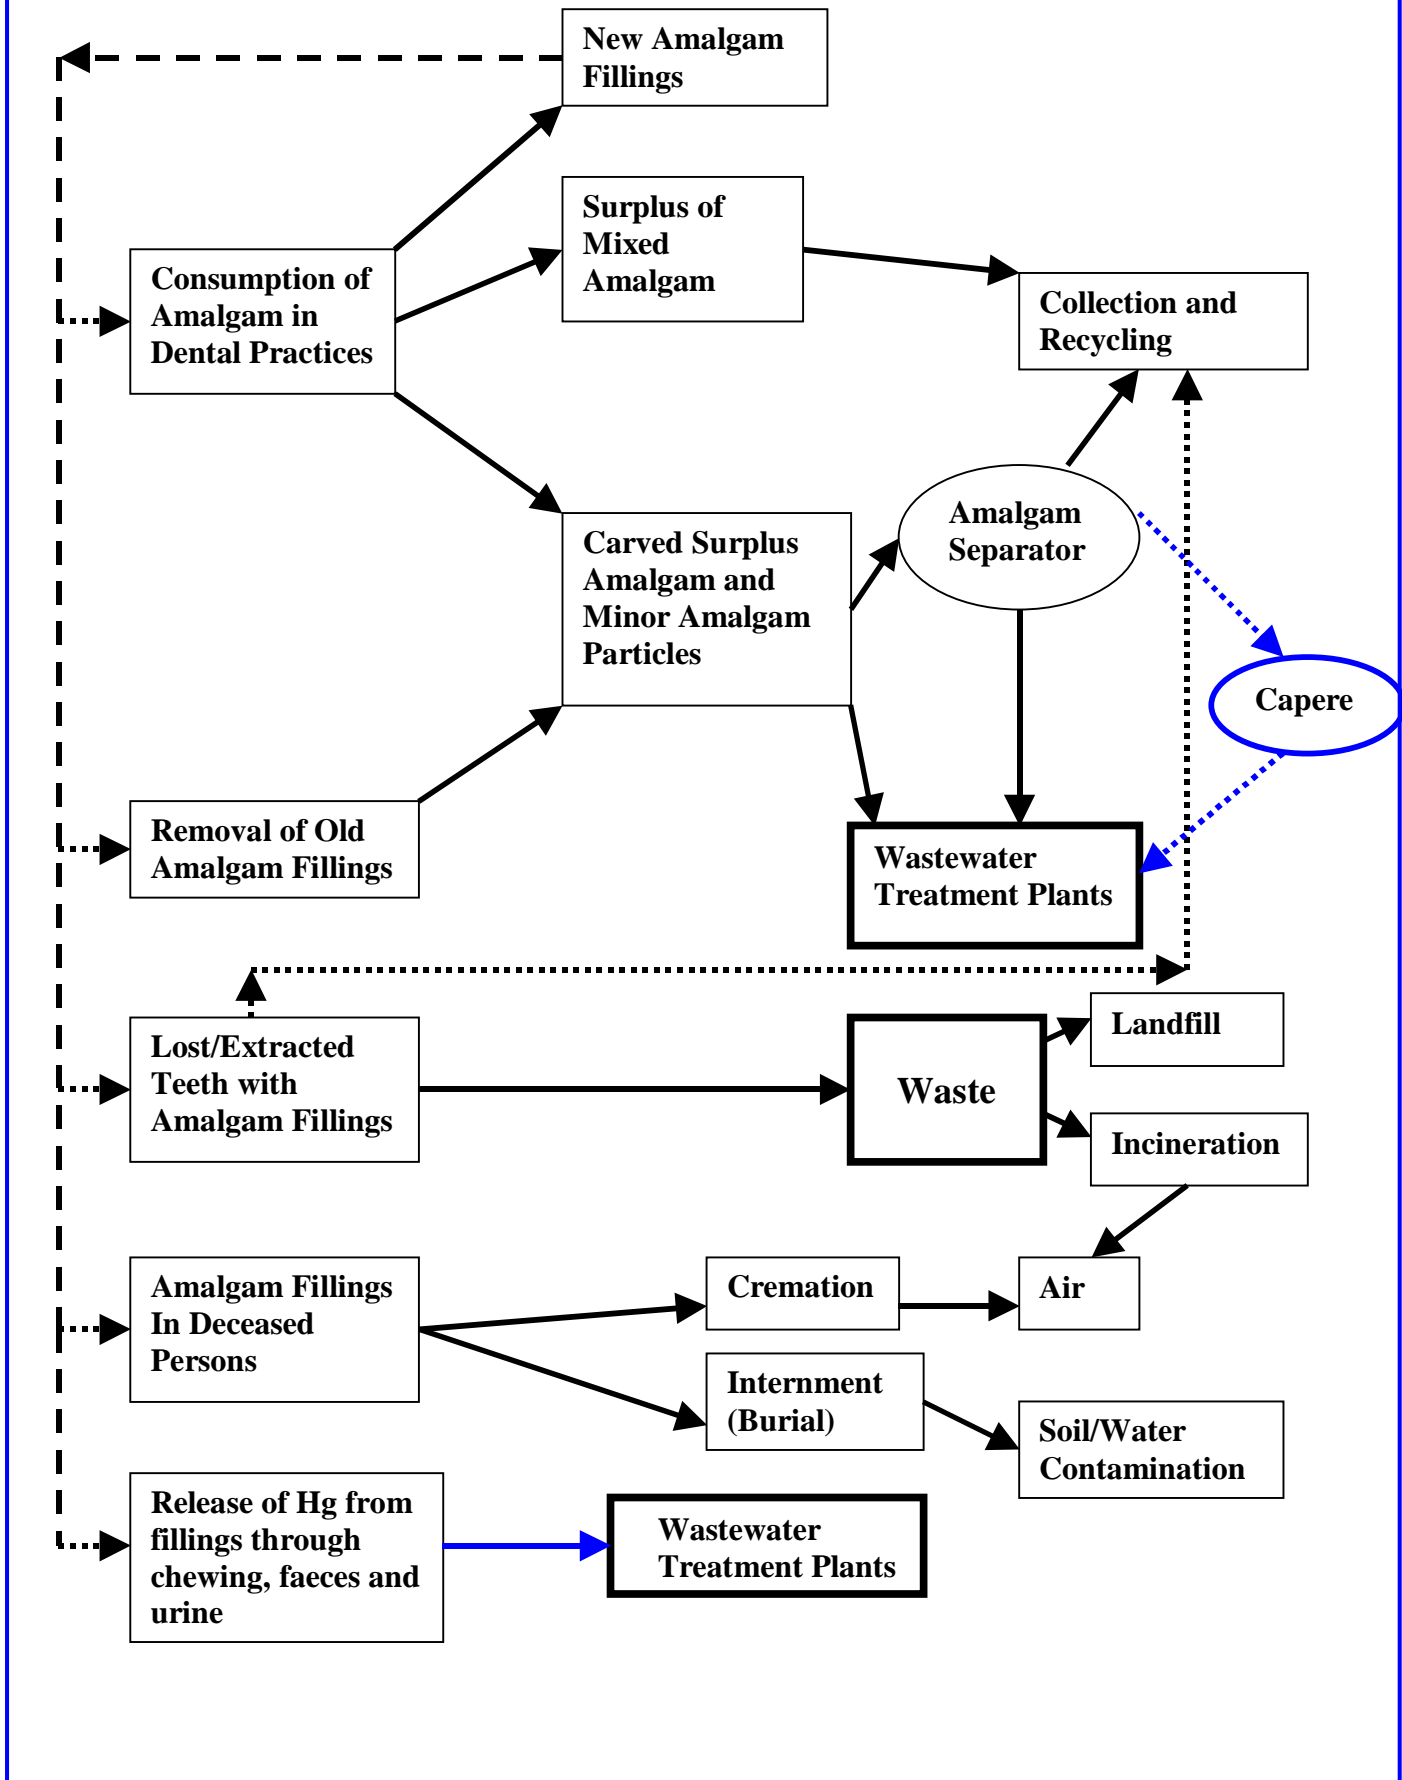 New Amalgam
Fillings
Surplus of
Mixed
Amalgam
Consumption of
Amalgam in
Dental Practices
Collection and
Recycling
Amalgam
Separator
Carved Surplus
Amalgam and
Minor Amalgam
Particles
Capere
Removal of Old
Amalgam Fillings
Wastewater
Treatment Plants
Lost/Extracted
Teeth with
Amalgam Fillings
Waste
Landfill
Incineration
Amalgam Fillings
In Deceased
Persons
Cremation
Air
Internment
(Burial)
Soil/Water
Contamination
Release of Hg from
fillings through
chewing, faeces and
urine
Wastewater
Treatment Plants